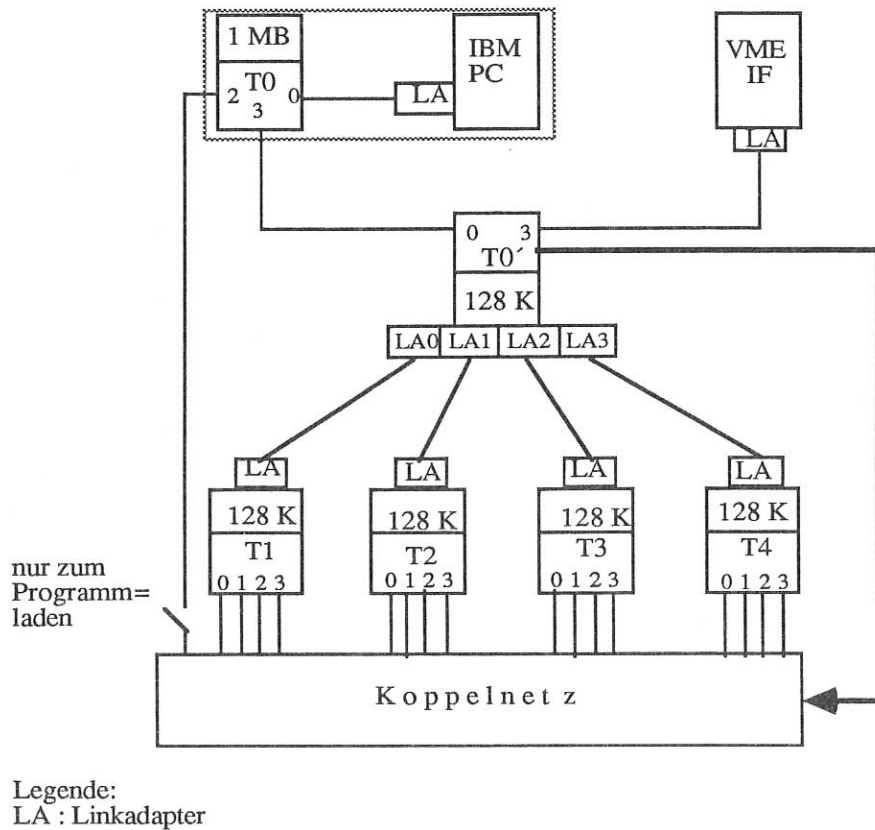 1 MB
IBM
PC
VME
IF
T0
2 0
3
LA
LA
0 3
T0´
128 K
LA0 LA1 LA2 LA3
LA LA LA LA
128 K 128 K 128 K 128 K
T1 T2 T3 T4
0 1 2 3 0 1 2 3 0 1 2 3 0 1 2 3
nur zum
Programm=
laden
Koppelnetz
Legende:
LA : Linkadapter